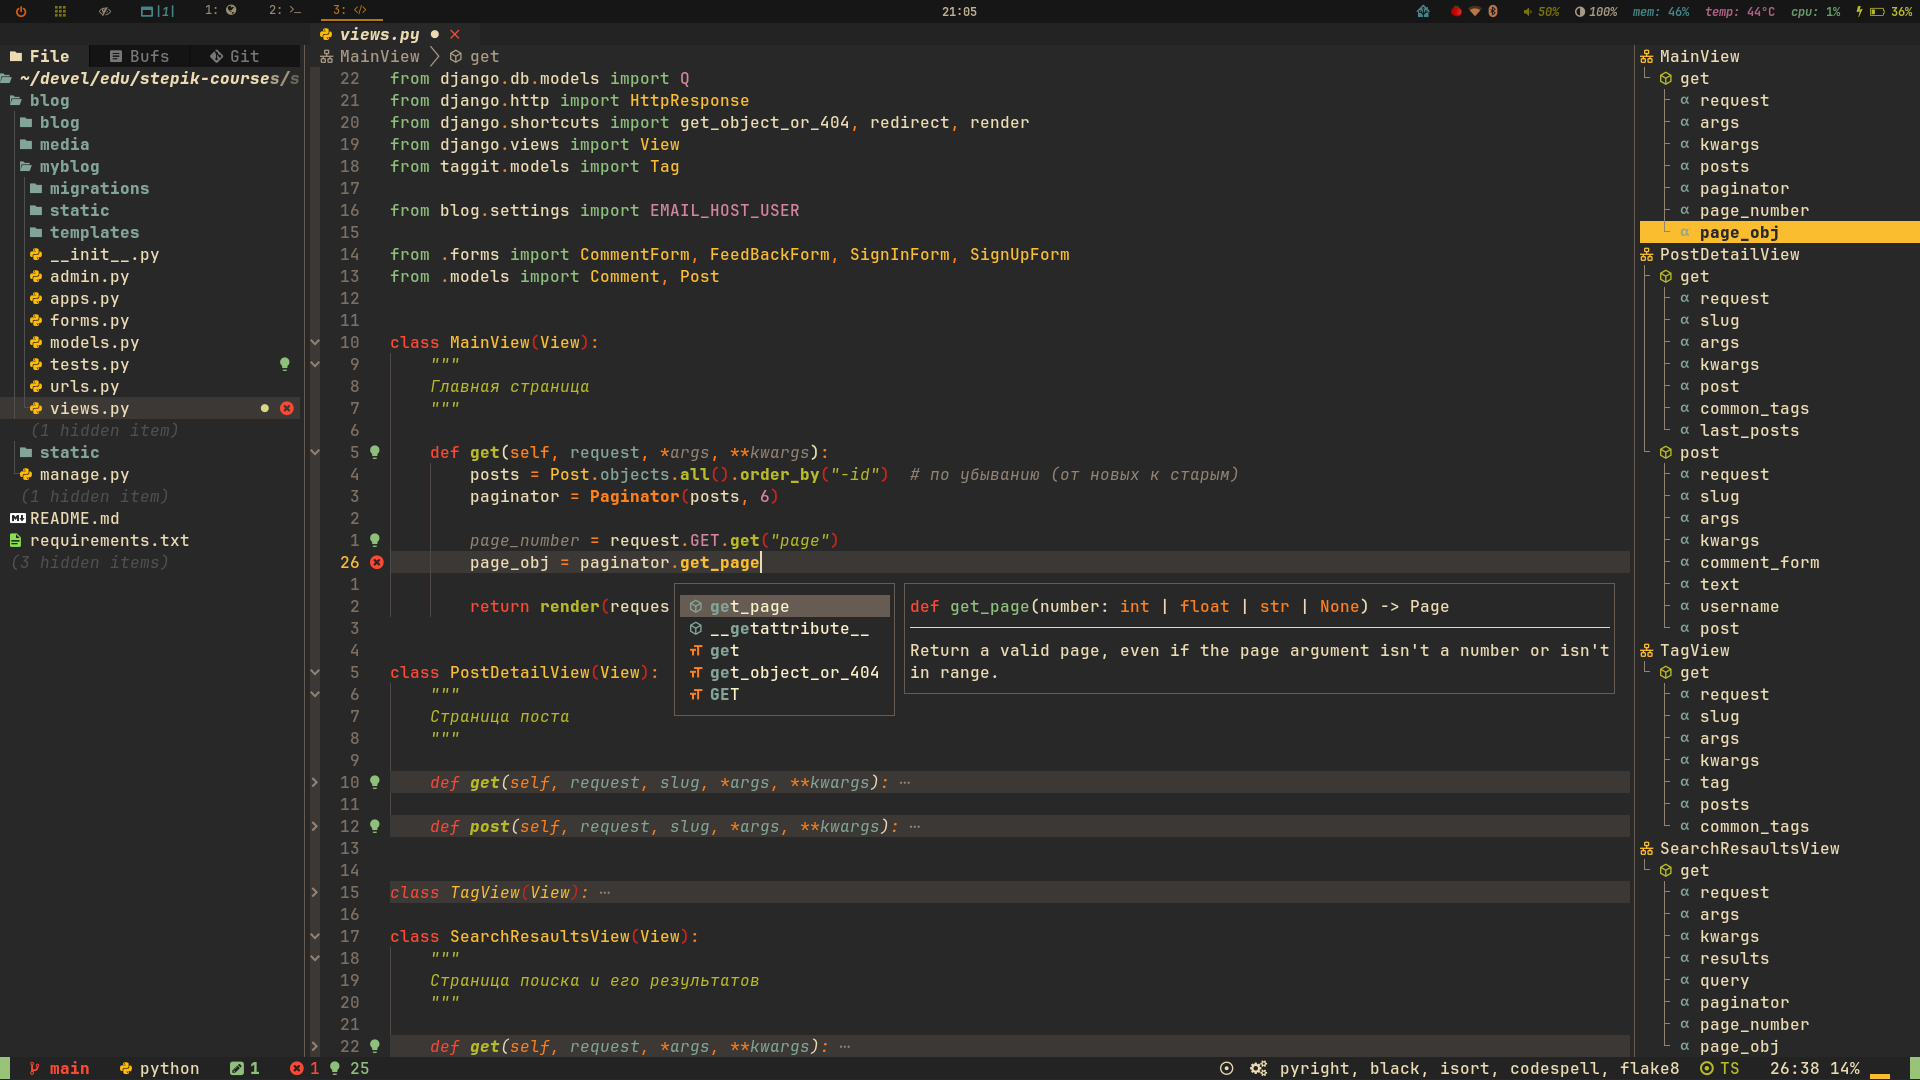 |1| 1: 2: >_ 3: </> 21:05 50% 100% mem: 46% temp: 44°C cpu: 1% 36%
views.py
File Bufs Git
MainView get
~/devel/edu/stepik-courses/s
blog
blog
media
myblog
migrations
static
templates
__init__.py
admin.py
apps.py
forms.py
models.py
tests.py
urls.py
views.py
(1 hidden item)
static
manage.py
(1 hidden item)
README.md
requirements.txt
(3 hidden items)
22 from django.db.models import Q
21 from django.http import HttpResponse
20 from django.shortcuts import get_object_or_404, redirect, render
19 from django.views import View
18 from taggit.models import Tag
17
16 from blog.settings import EMAIL_HOST_USER
15
14 from .forms import CommentForm, FeedBackForm, SignInForm, SignUpForm
13 from .models import Comment, Post
12
11
10 class MainView(View):
9 """
8 Главная страница
7 """
6
5 def get(self, request, *args, **kwargs):
4 posts = Post.objects.all().order_by("-id") # по убыванию (от новых к старым)
3 paginator = Paginator(posts, 6)
2
1 page_number = request.GET.get("page")
26 page_obj = paginator.get_page
1
2 return render(reques
3
4
5 class PostDetailView(View):
6 """
7 Страница поста
8 """
9
10 def get(self, request, slug, *args, **kwargs): ···
11
12 def post(self, request, slug, *args, **kwargs): ···
13
14
15 class TagView(View): ···
16
17 class SearchResaultsView(View):
18 """
19 Страница поиска и его результатов
20 """
21
22 def get(self, request, *args, **kwargs): ···
get_page
__getattribute__
get
get_object_or_404
GET
def get_page(number: int | float | str | None) -> Page
Return a valid page, even if the page argument isn't a number or isn't
in range.
MainView
get
α request
α args
α kwargs
α posts
α paginator
α page_number
α page_obj
PostDetailView
get
α request
α slug
α args
α kwargs
α post
α common_tags
α last_posts
post
α request
α slug
α args
α kwargs
α comment_form
α text
α username
α post
TagView
get
α request
α slug
α args
α kwargs
α tag
α posts
α common_tags
SearchResaultsView
get
α request
α args
α kwargs
α results
α query
α paginator
α page_number
α page_obj
main python 1 1 25 pyright, black, isort, codespell, flake8 TS 26:38 14%